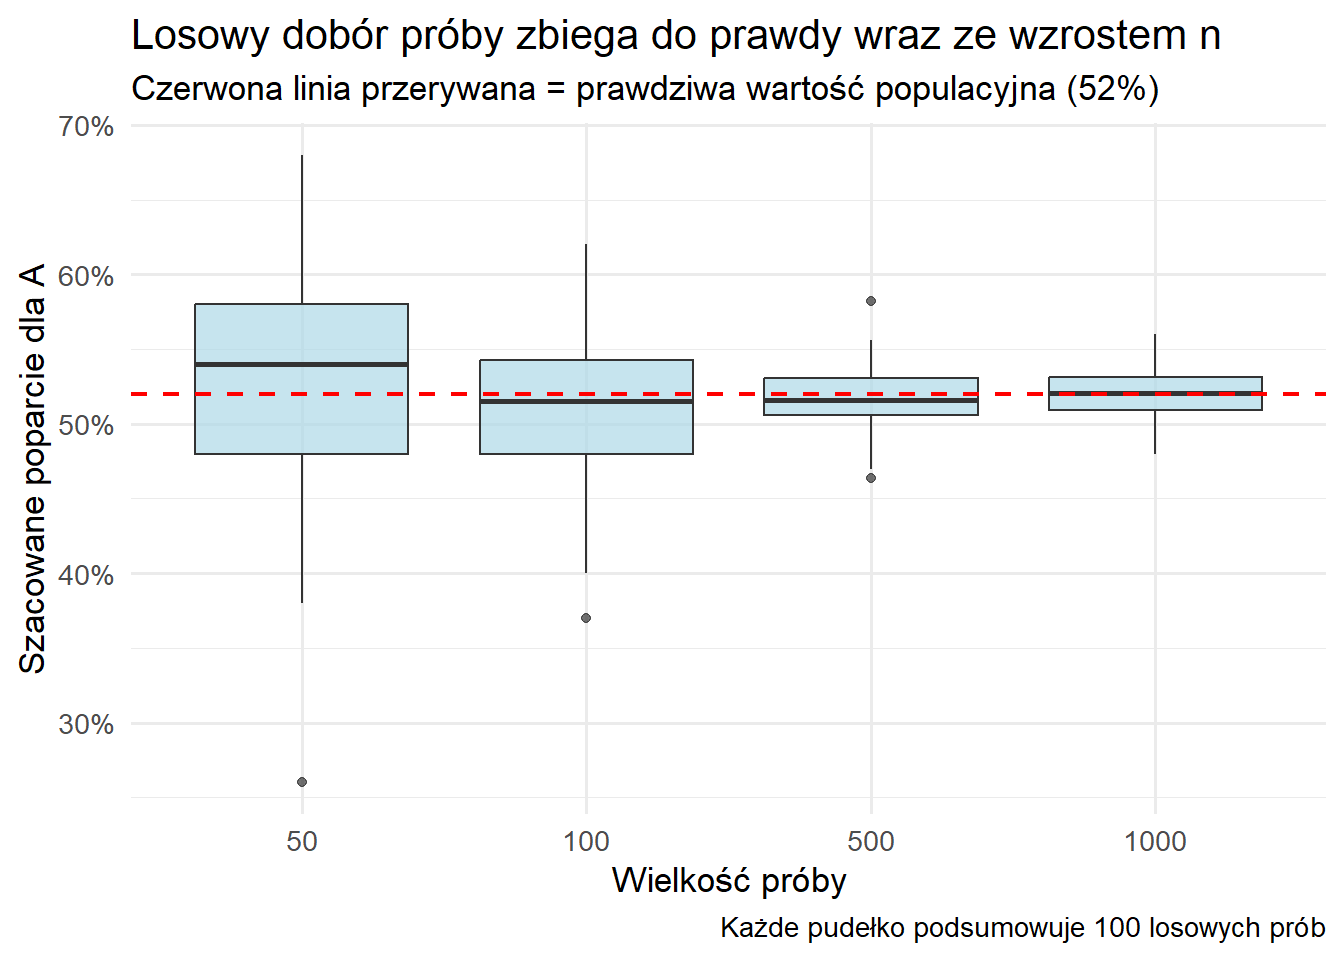 Losowy dobór próby zbiega do prawdy wraz ze wzrostem n
Czerwona linia przerywana = prawdziwa wartość populacyjna (52%)
70%
60%
50%
40%
30%
Szacowane poparcie dla A
50 100 500 1000
Wielkość próby
Każde pudełko podsumowuje 100 losowych prób